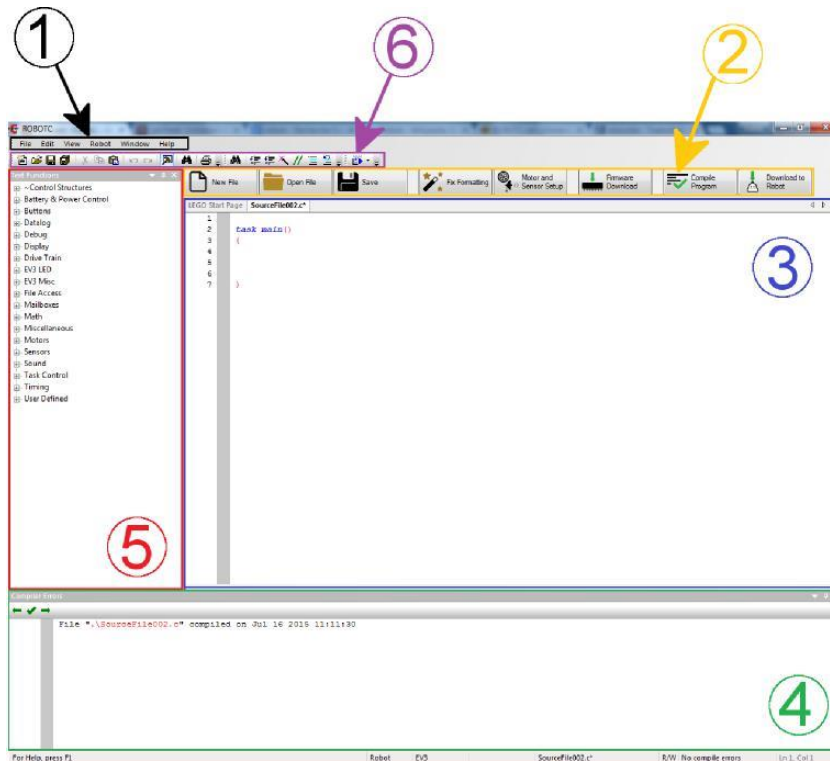 1
6
2
ROBOTC
File Edit View Robot Window Help
Text Functions
New File Open File Save Fix Formatting Motor and Sensor Setup Firmware Download Compile Program Download to Robot
LEGO Start Page SourceFile002.c*
~Control Structures
Battery & Power Control
Buttons
Datalog
Debug
Display
Drive Train
EV3 LED
EV3 Misc
File Access
Mailboxes
Math
Miscellaneous
Motors
Sensors
Sound
Task Control
Timing
User Defined
5
1
2 task main()
3 {
4
5
6
7 }
3
Compiler Errors
File ".\SourceFile002.c" compiled on Jul 16 2015 11:11:30
4
For Help, press F1 Robot EV3 SourceFile002.c* R/W No compile errors Ln 1, Col 1